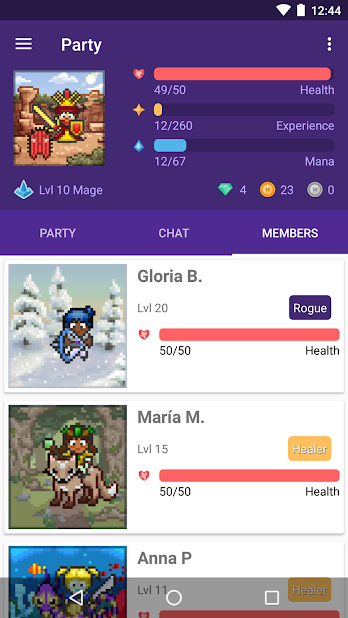 12:44
Party
49/50 Health
12/260 Experience
12/67 Mana
Lvl 10 Mage 4 23 0
PARTY CHAT MEMBERS
Gloria B.
Lvl 20 Rogue
50/50 Health
María M.
Lvl 15 Healer
50/50 Health
Anna P
Lvl 11 Healer